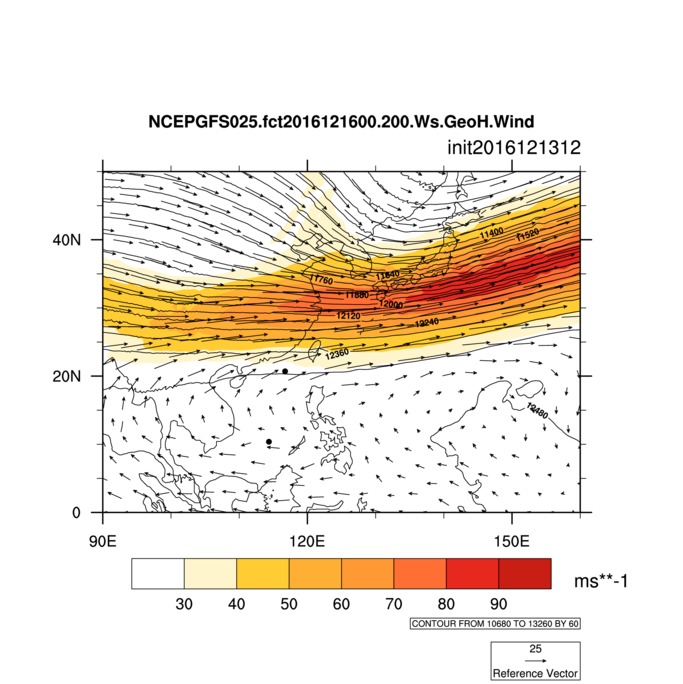 NCEPGFS025.fct2016121600.200.Ws.GeoH.Wind
init2016121312
40N
20N
0
90E 120E 150E
11400
11520
11760
11640
11880
12000
12120
12240
12360
12480
30 40 50 60 70 80 90
ms**-1
CONTOUR FROM 10680 TO 13260 BY 60
25
Reference Vector